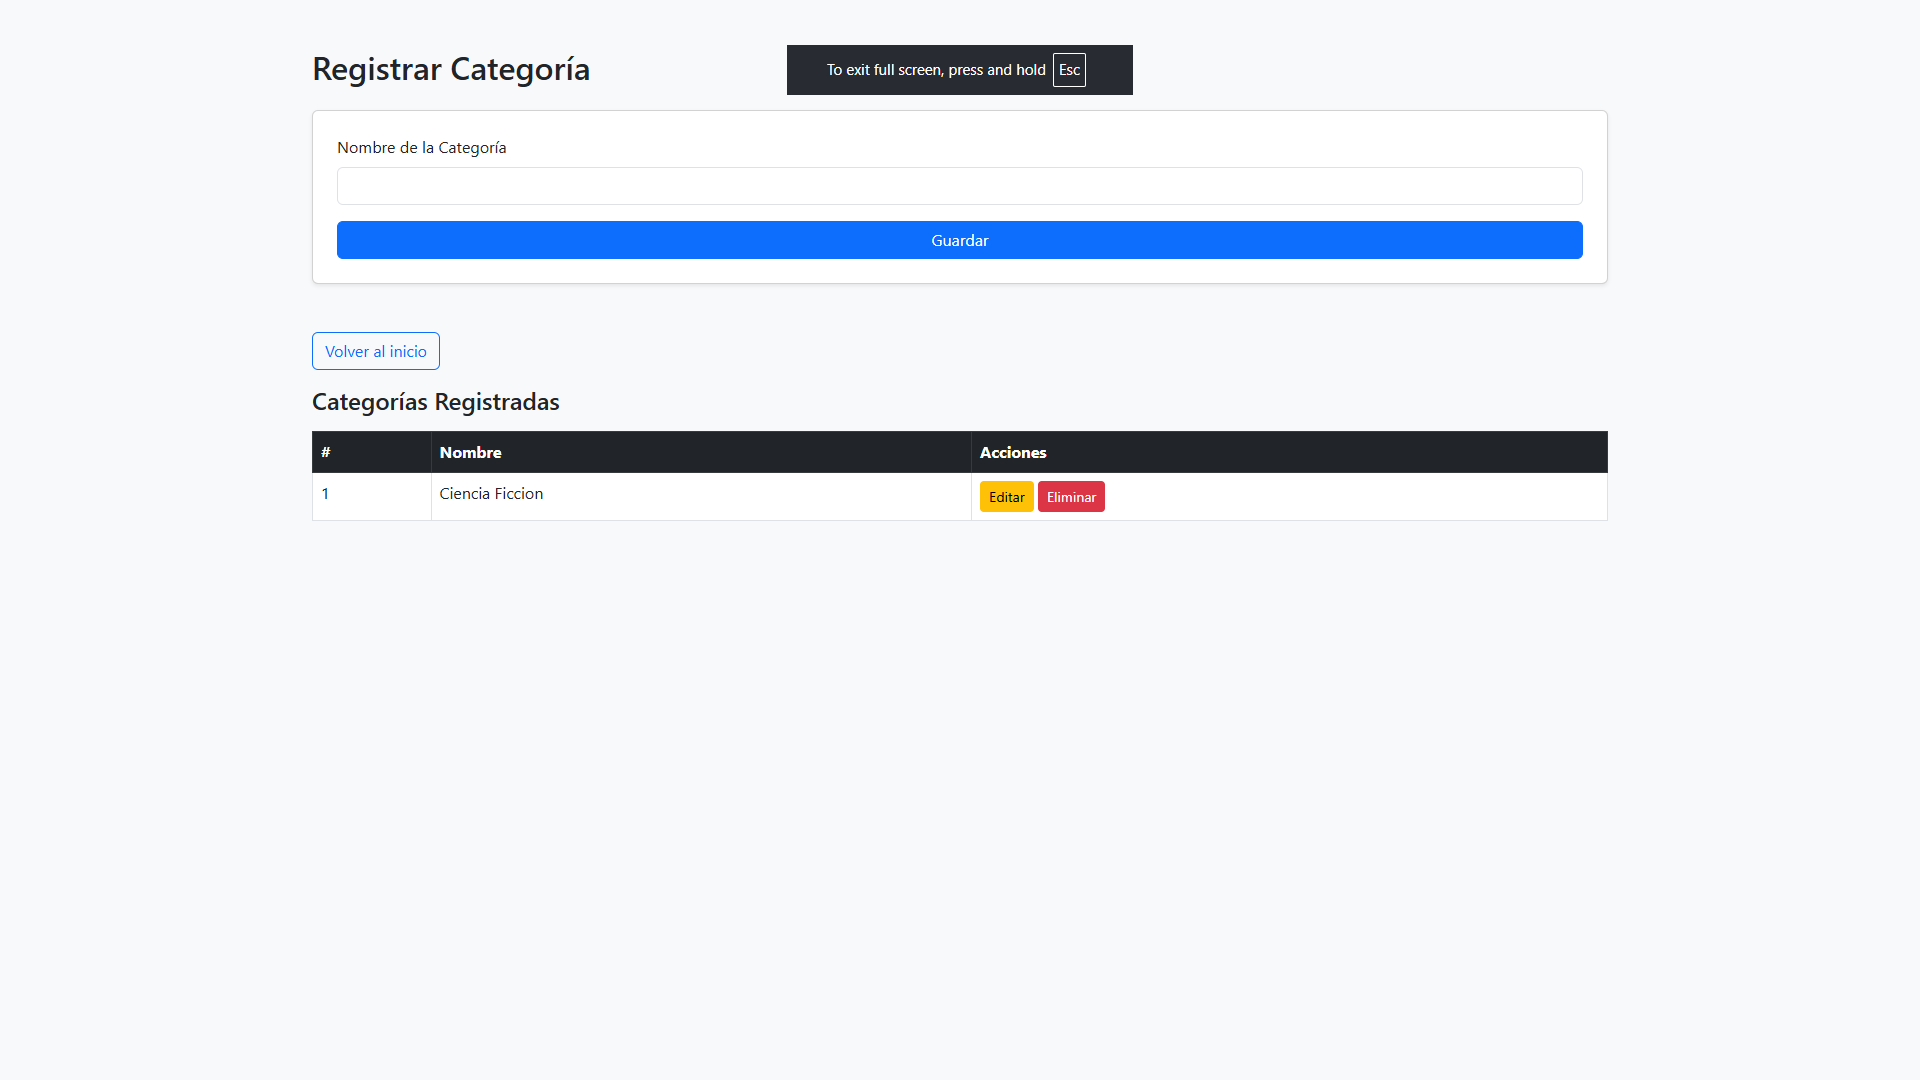 Registrar Categoría
To exit full screen, press and hold Esc
Nombre de la Categoría
Guardar
Volver al inicio
Categorías Registradas
# Nombre Acciones
1 Ciencia Ficcion Editar Eliminar